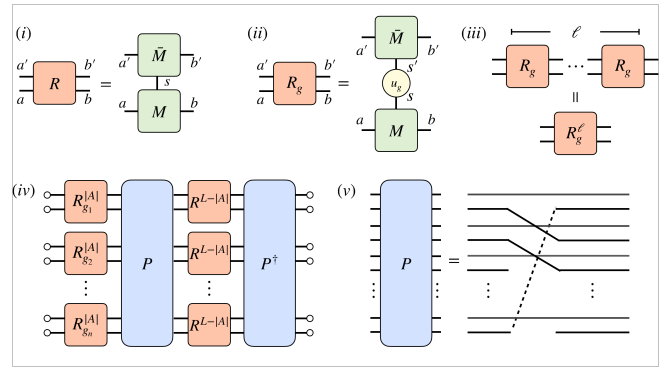 (i)
a' b' R a b = a' M̄ b' s a M b
(ii)
a' b' R_g a b = a' M̄ b' s' u_g s a M b
(iii)
ℓ
R_g ⋯ R_g
=
R_g^ℓ
(iv)
R_{g_1}^{|A|} R^{L−|A|}
R_{g_2}^{|A|} P R^{L−|A|} P^†
⋮ ⋮
R_{g_n}^{|A|} R^{L−|A|}
(v)
P =
⋮ ⋮ ⋮ ⋮